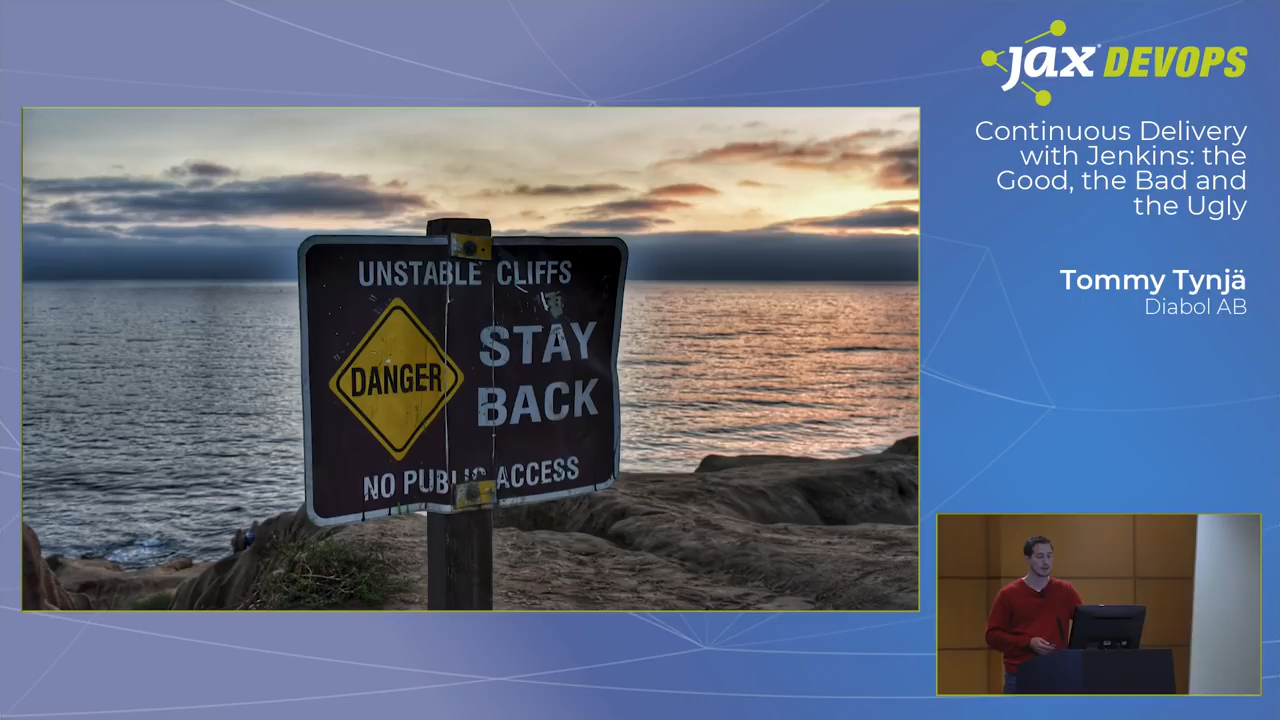 jax DEVOPS
Continuous Delivery
with Jenkins: the
Good, the Bad and
the Ugly
Tommy Tynjä
Diabol AB
UNSTABLE CLIFFS
DANGER
STAY
BACK
NO PUBLIC ACCESS